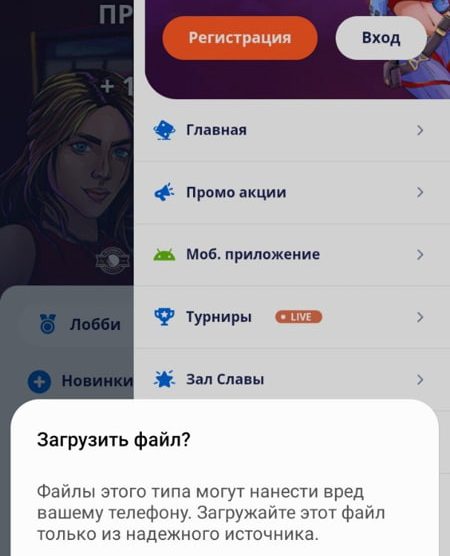 ПР
Регистрация
Вход
+ 1
Главная
Промо акции
Моб. приложение
Турниры
LIVE
Лобби
Новинки
Зал Славы
Загрузить файл?
Файлы этого типа могут нанести вред
вашему телефону. Загружайте этот файл
только из надежного источника.